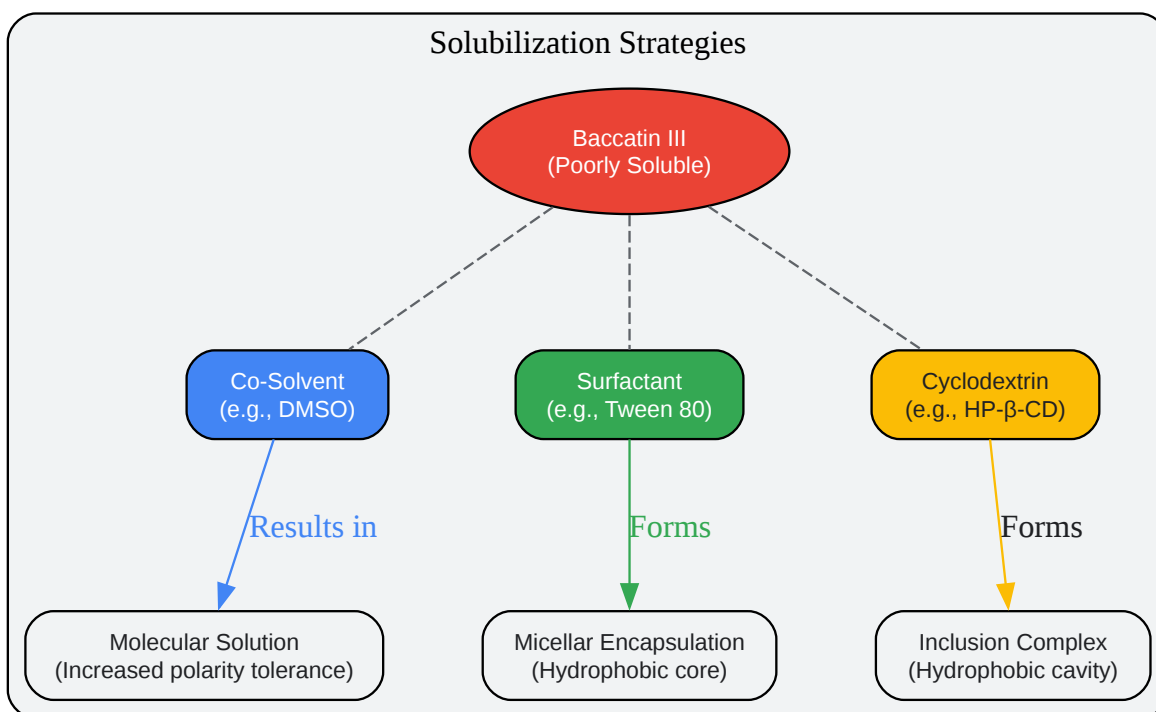 Solubilization Strategies
Baccatin III
(Poorly Soluble)
Co-Solvent
(e.g., DMSO)
Surfactant
(e.g., Tween 80)
Cyclodextrin
(e.g., HP-β-CD)
Results in
Forms
Forms
Molecular Solution
(Increased polarity tolerance)
Micellar Encapsulation
(Hydrophobic core)
Inclusion Complex
(Hydrophobic cavity)